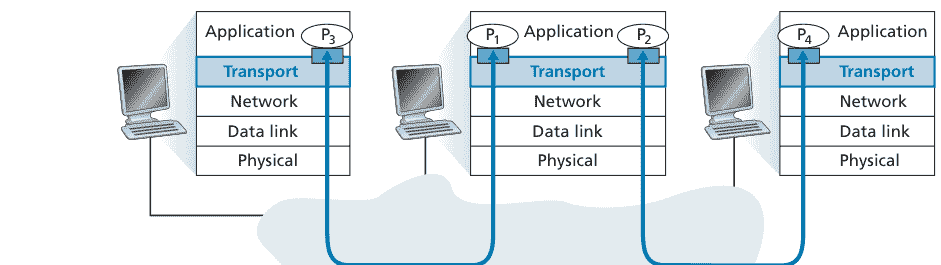 Application P3
Transport
Network
Data link
Physical
P1 Application P2
Transport
Network
Data link
Physical
P4 Application
Transport
Network
Data link
Physical